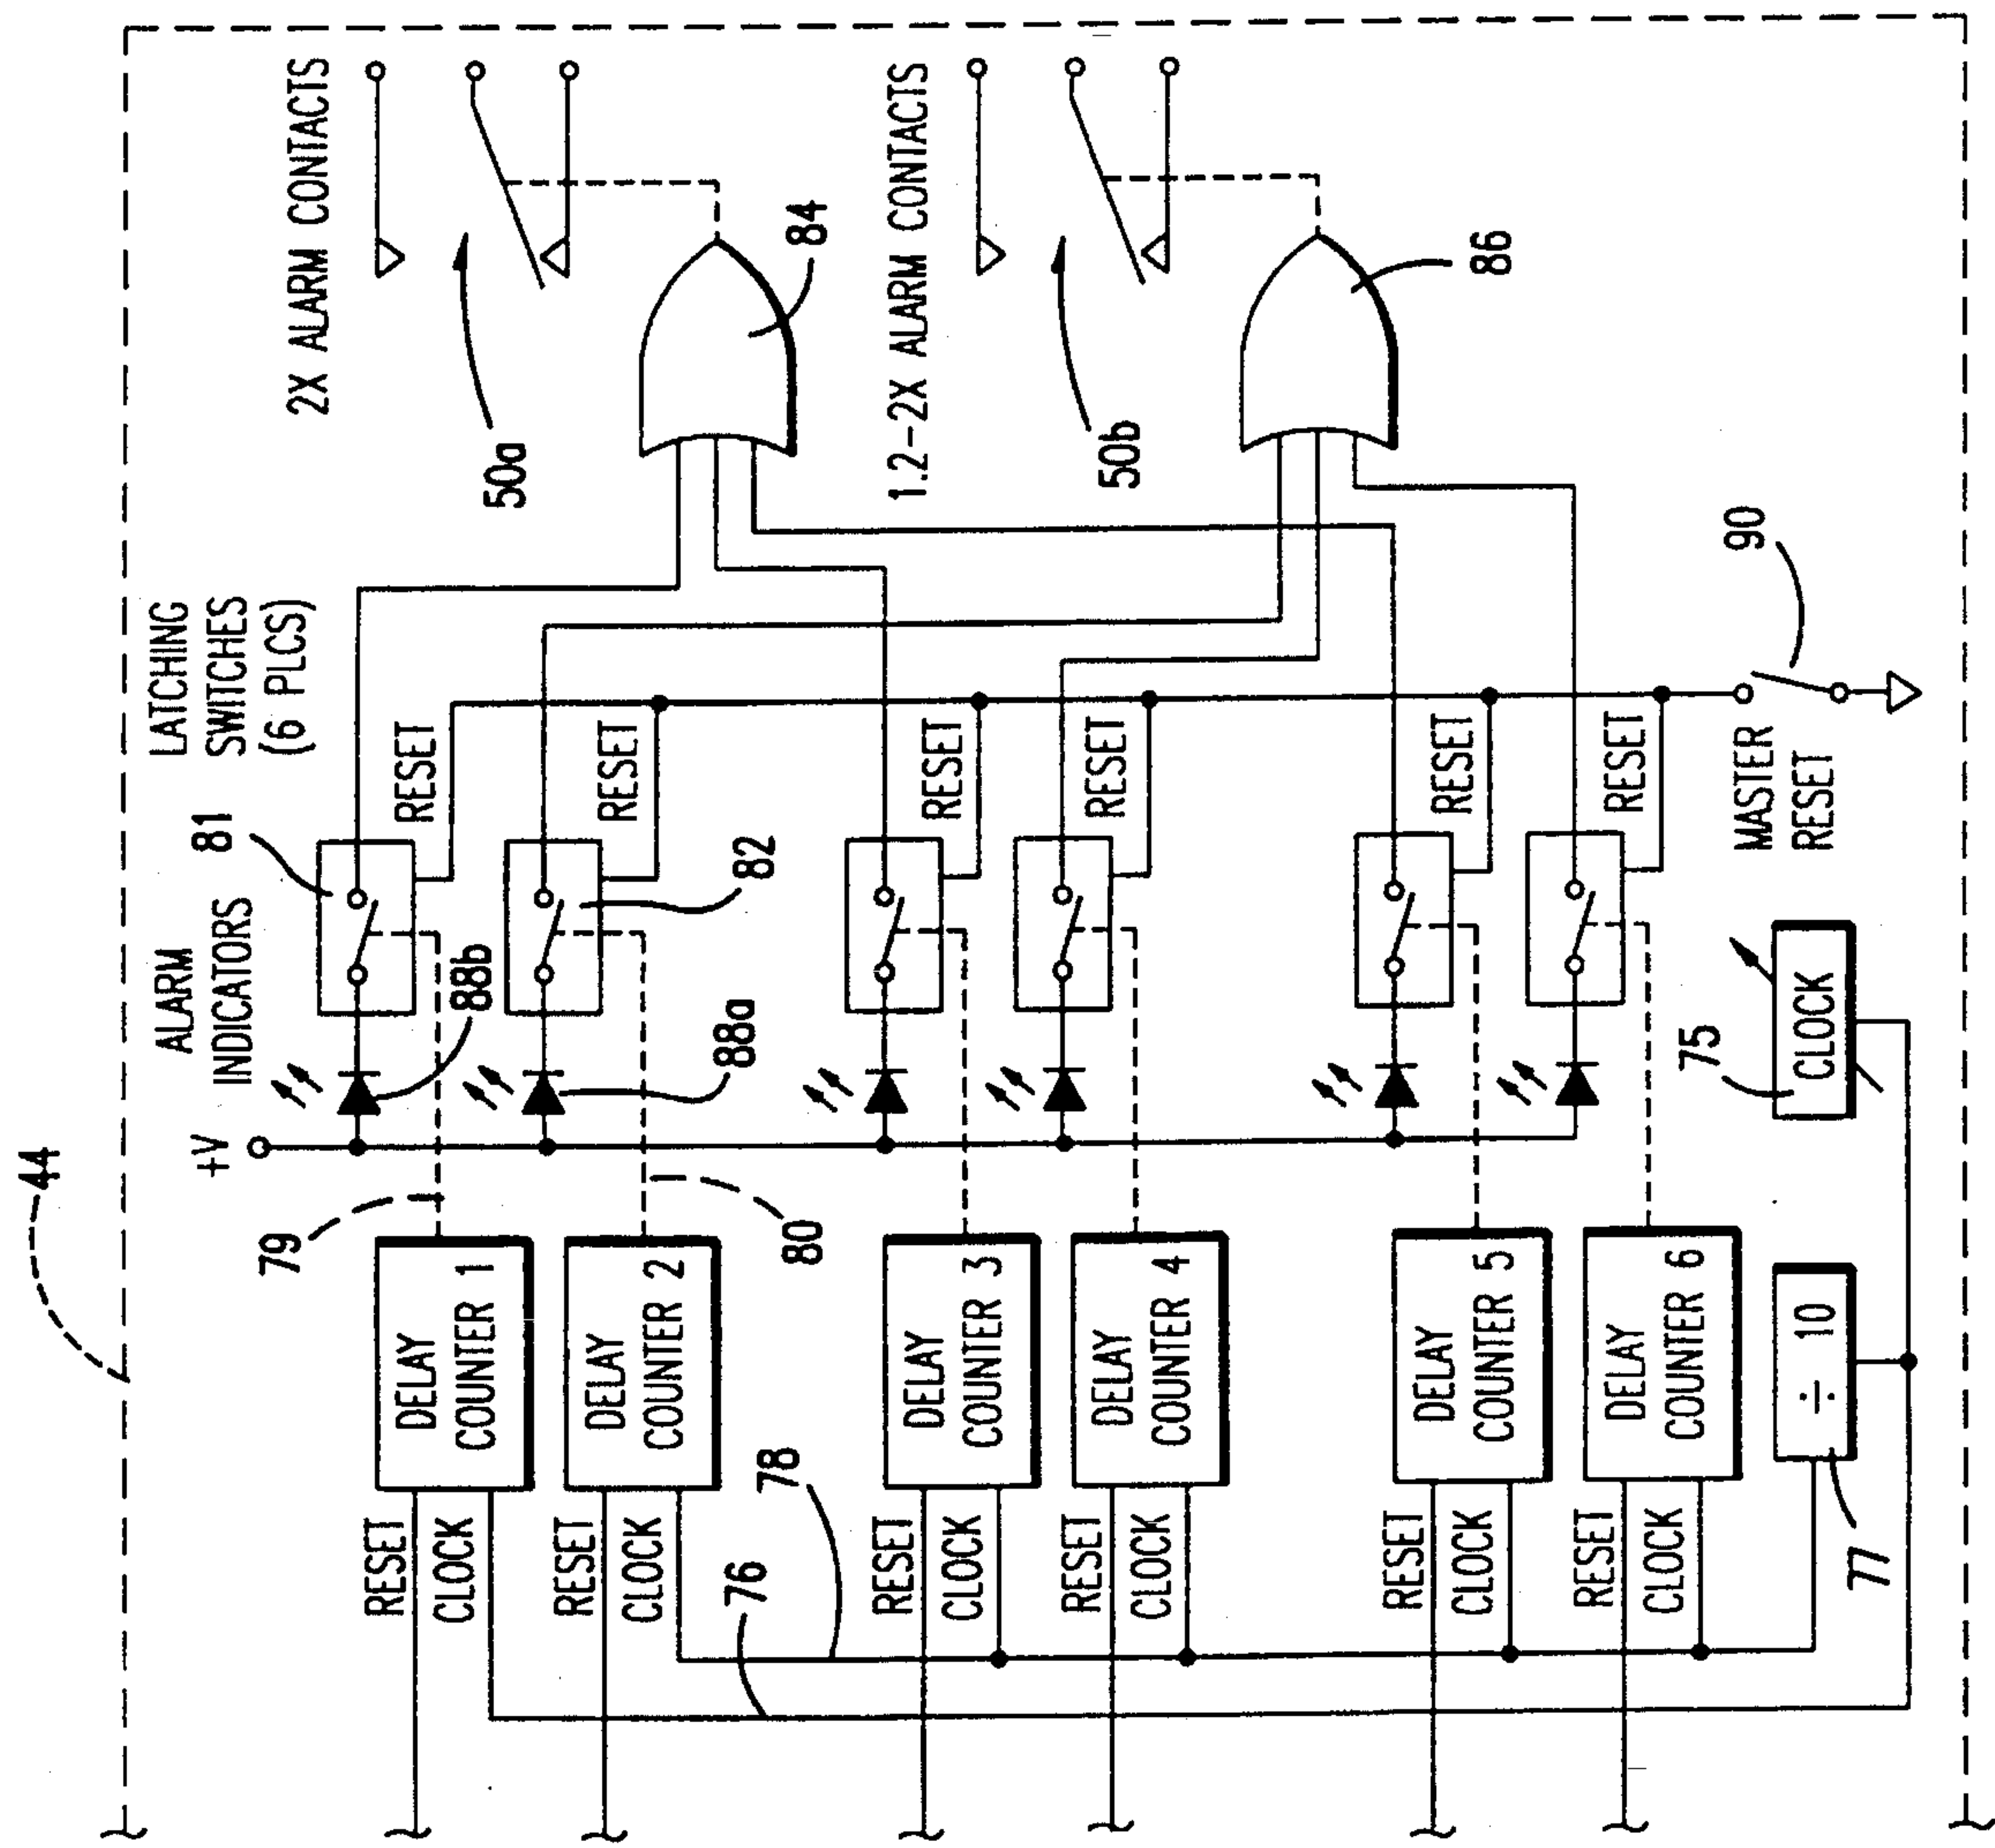 44
LATCHING
SWITCHES
(6 PLCS)
ALARM
INDICATORS
+V
2X ALARM CONTACTS
50a
84
1.2-2X ALARM CONTACTS
50b
86
81
RESET
88b
79
82
RESET
88a
80
RESET
RESET
RESET
RESET
90
MASTER
RESET
DELAY
COUNTER 1
RESET
CLOCK
DELAY
COUNTER 2
RESET
CLOCK
DELAY
COUNTER 3
RESET
CLOCK
DELAY
COUNTER 4
RESET
CLOCK
DELAY
COUNTER 5
RESET
CLOCK
DELAY
COUNTER 6
RESET
CLOCK
78
76
75
CLOCK
÷ 10
77